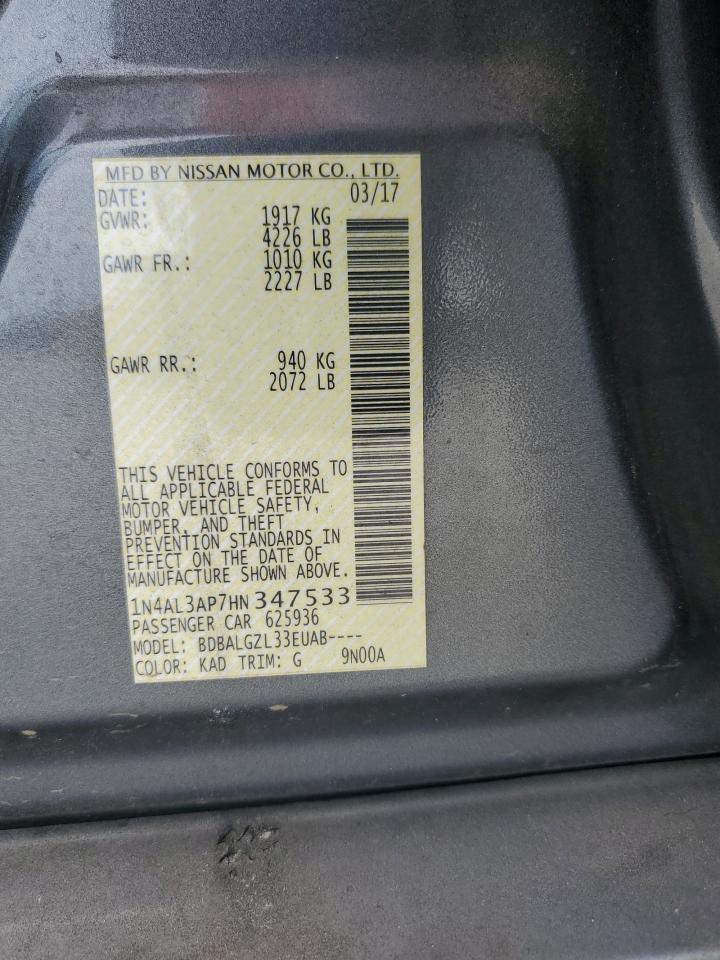 MFD BY NISSAN MOTOR CO., LTD.
DATE: 03/17
GVWR: 1917 KG
4226 LB
GAWR FR.: 1010 KG
2227 LB
GAWR RR.: 940 KG
2072 LB
THIS VEHICLE CONFORMS TO
ALL APPLICABLE FEDERAL
MOTOR VEHICLE SAFETY,
BUMPER, AND THEFT
PREVENTION STANDARDS IN
EFFECT ON THE DATE OF
MANUFACTURE SHOWN ABOVE.
1N4AL3AP7HN347533
PASSENGER CAR 625936
MODEL: BDBALGZL33EUAB----
COLOR: KAD TRIM: G 9N00A